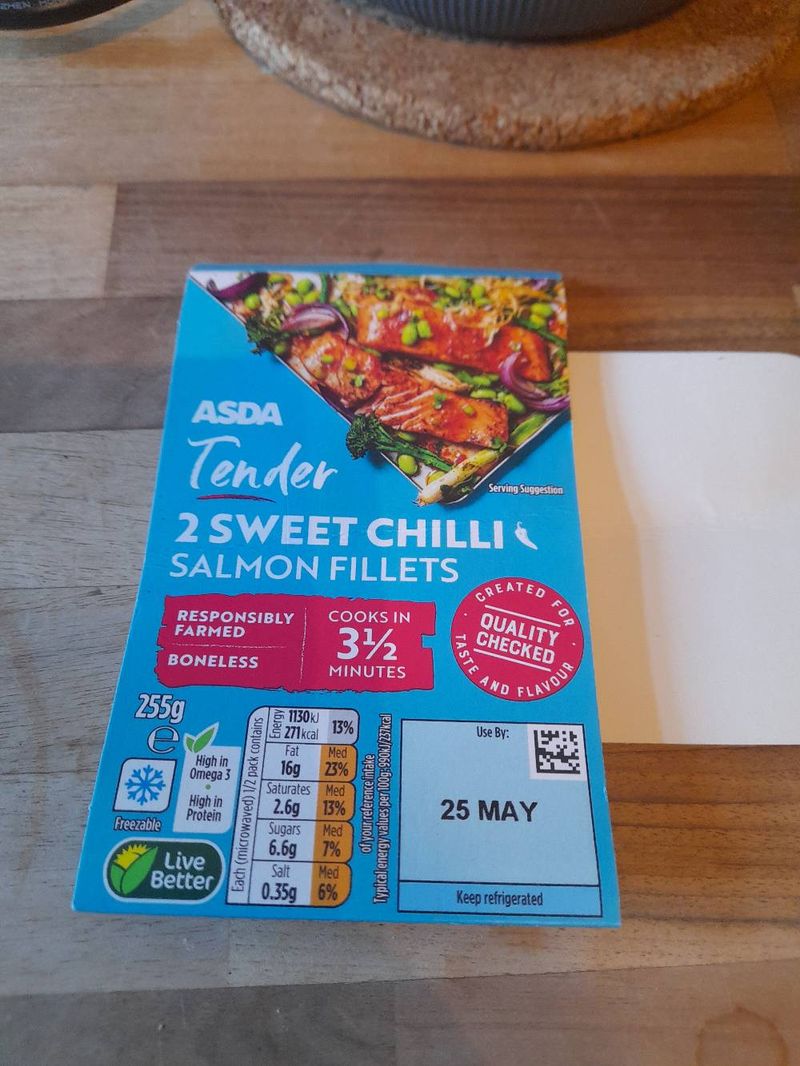 ASDA
Tender
2 SWEET CHILLI
SALMON FILLETS
Serving Suggestion
RESPONSIBLY
FARMED
BONELESS
COOKS IN
3½
MINUTES
CREATED FOR
QUALITY
CHECKED
TASTE AND FLAVOUR
255g
e
High in
Omega 3
High in
Protein
Freezable
Live
Better
Each (microwaved) 1/2 pack contains
Energy 1130kJ
271kcal 13%
Fat Med
16g 23%
Saturates Med
2.6g 13%
Sugars Med
6.6g 7%
Salt Med
0.35g 6%
of your reference intake
Typical energy values per 100g: 990kJ/237kcal
Use By:
25 MAY
Keep refrigerated